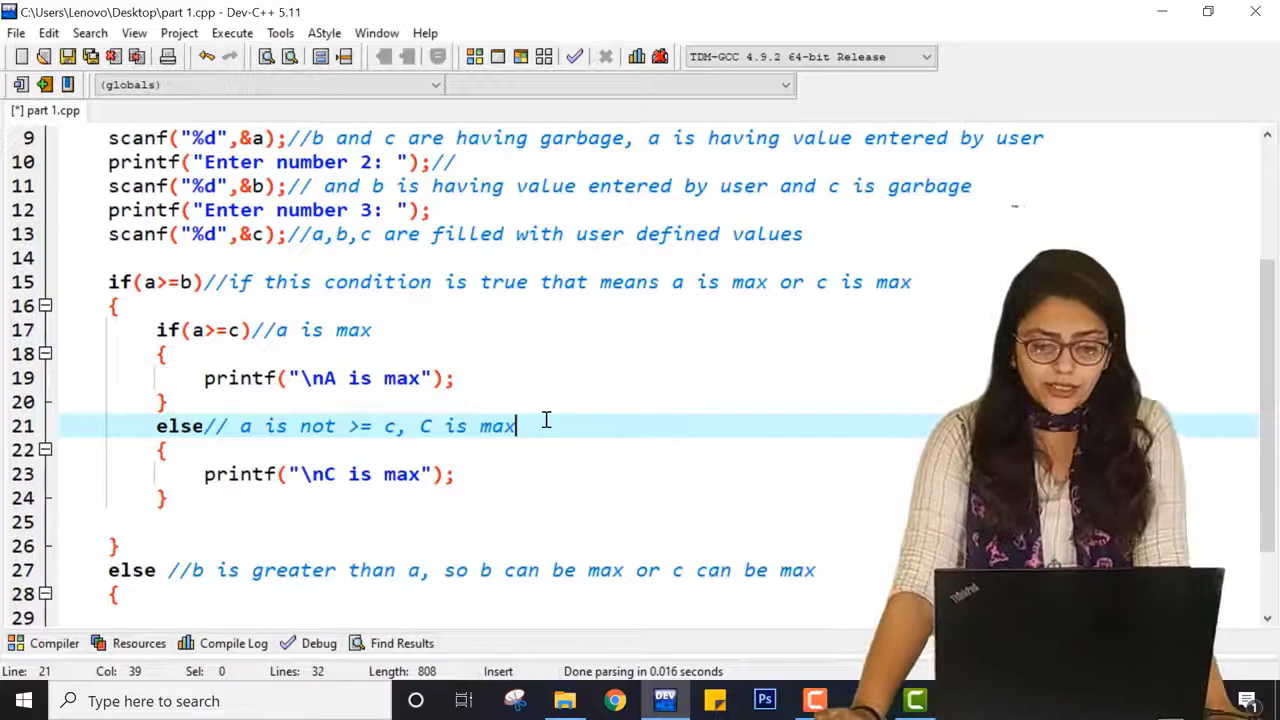 C:\Users\Lenovo\Desktop\part 1.cpp - Dev-C++ 5.11
File Edit Search View Project Execute Tools AStyle Window Help
TDM-GCC 4.9.2 64-bit Release
(globals)
[*] part 1.cpp
9 scanf("%d",&a);//b and c are having garbage, a is having value entered by user
10 printf("Enter number 2: ");//
11 scanf("%d",&b);// and b is having value entered by user and c is garbage
12 printf("Enter number 3: ");
13 scanf("%d",&c);//a,b,c are filled with user defined values
14
15 if(a>=b)//if this condition is true that means a is max or c is max
16 {
17 if(a>=c)//a is max
18 {
19 printf("\nA is max");
20 }
21 else// a is not >= c, C is max
22 {
23 printf("\nC is max");
24 }
25
26 }
27 else //b is greater than a, so b can be max or c can be max
28 {
29
Compiler Resources Compile Log Debug Find Results
Line: 21 Col: 39 Sel: 0 Lines: 32 Length: 808 Insert Done parsing in 0.016 seconds
Type here to search DEV Ps C C 1
ThinkPad